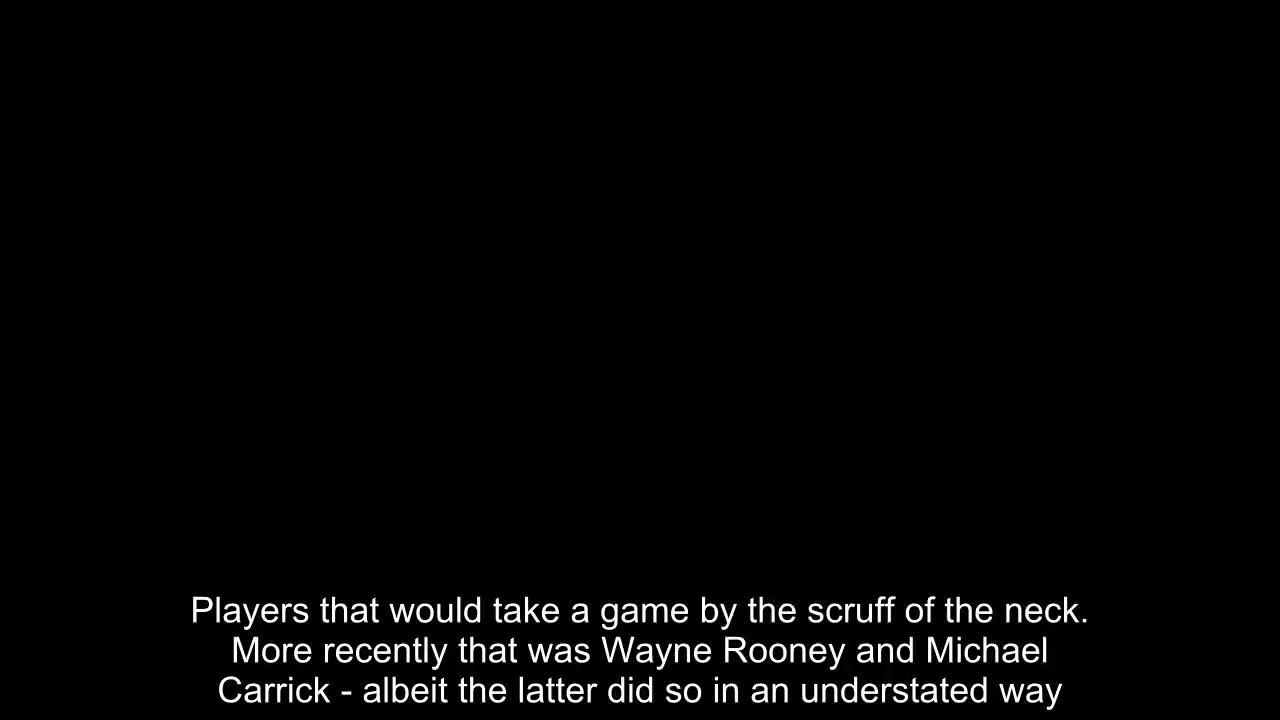 Players that would take a game by the scruff of the neck.
More recently that was Wayne Rooney and Michael
Carrick - albeit the latter did so in an understated way